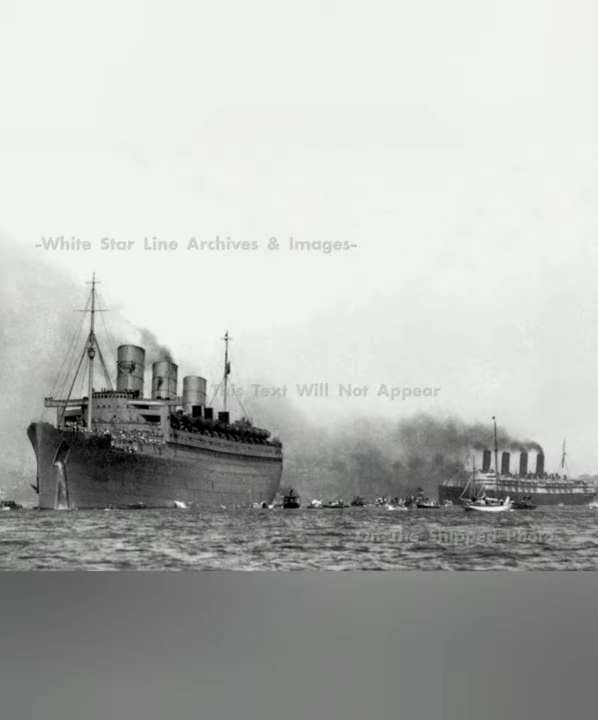 -White Star Line Archives & Images-
This Text Will Not Appear
On The Shipped Photo